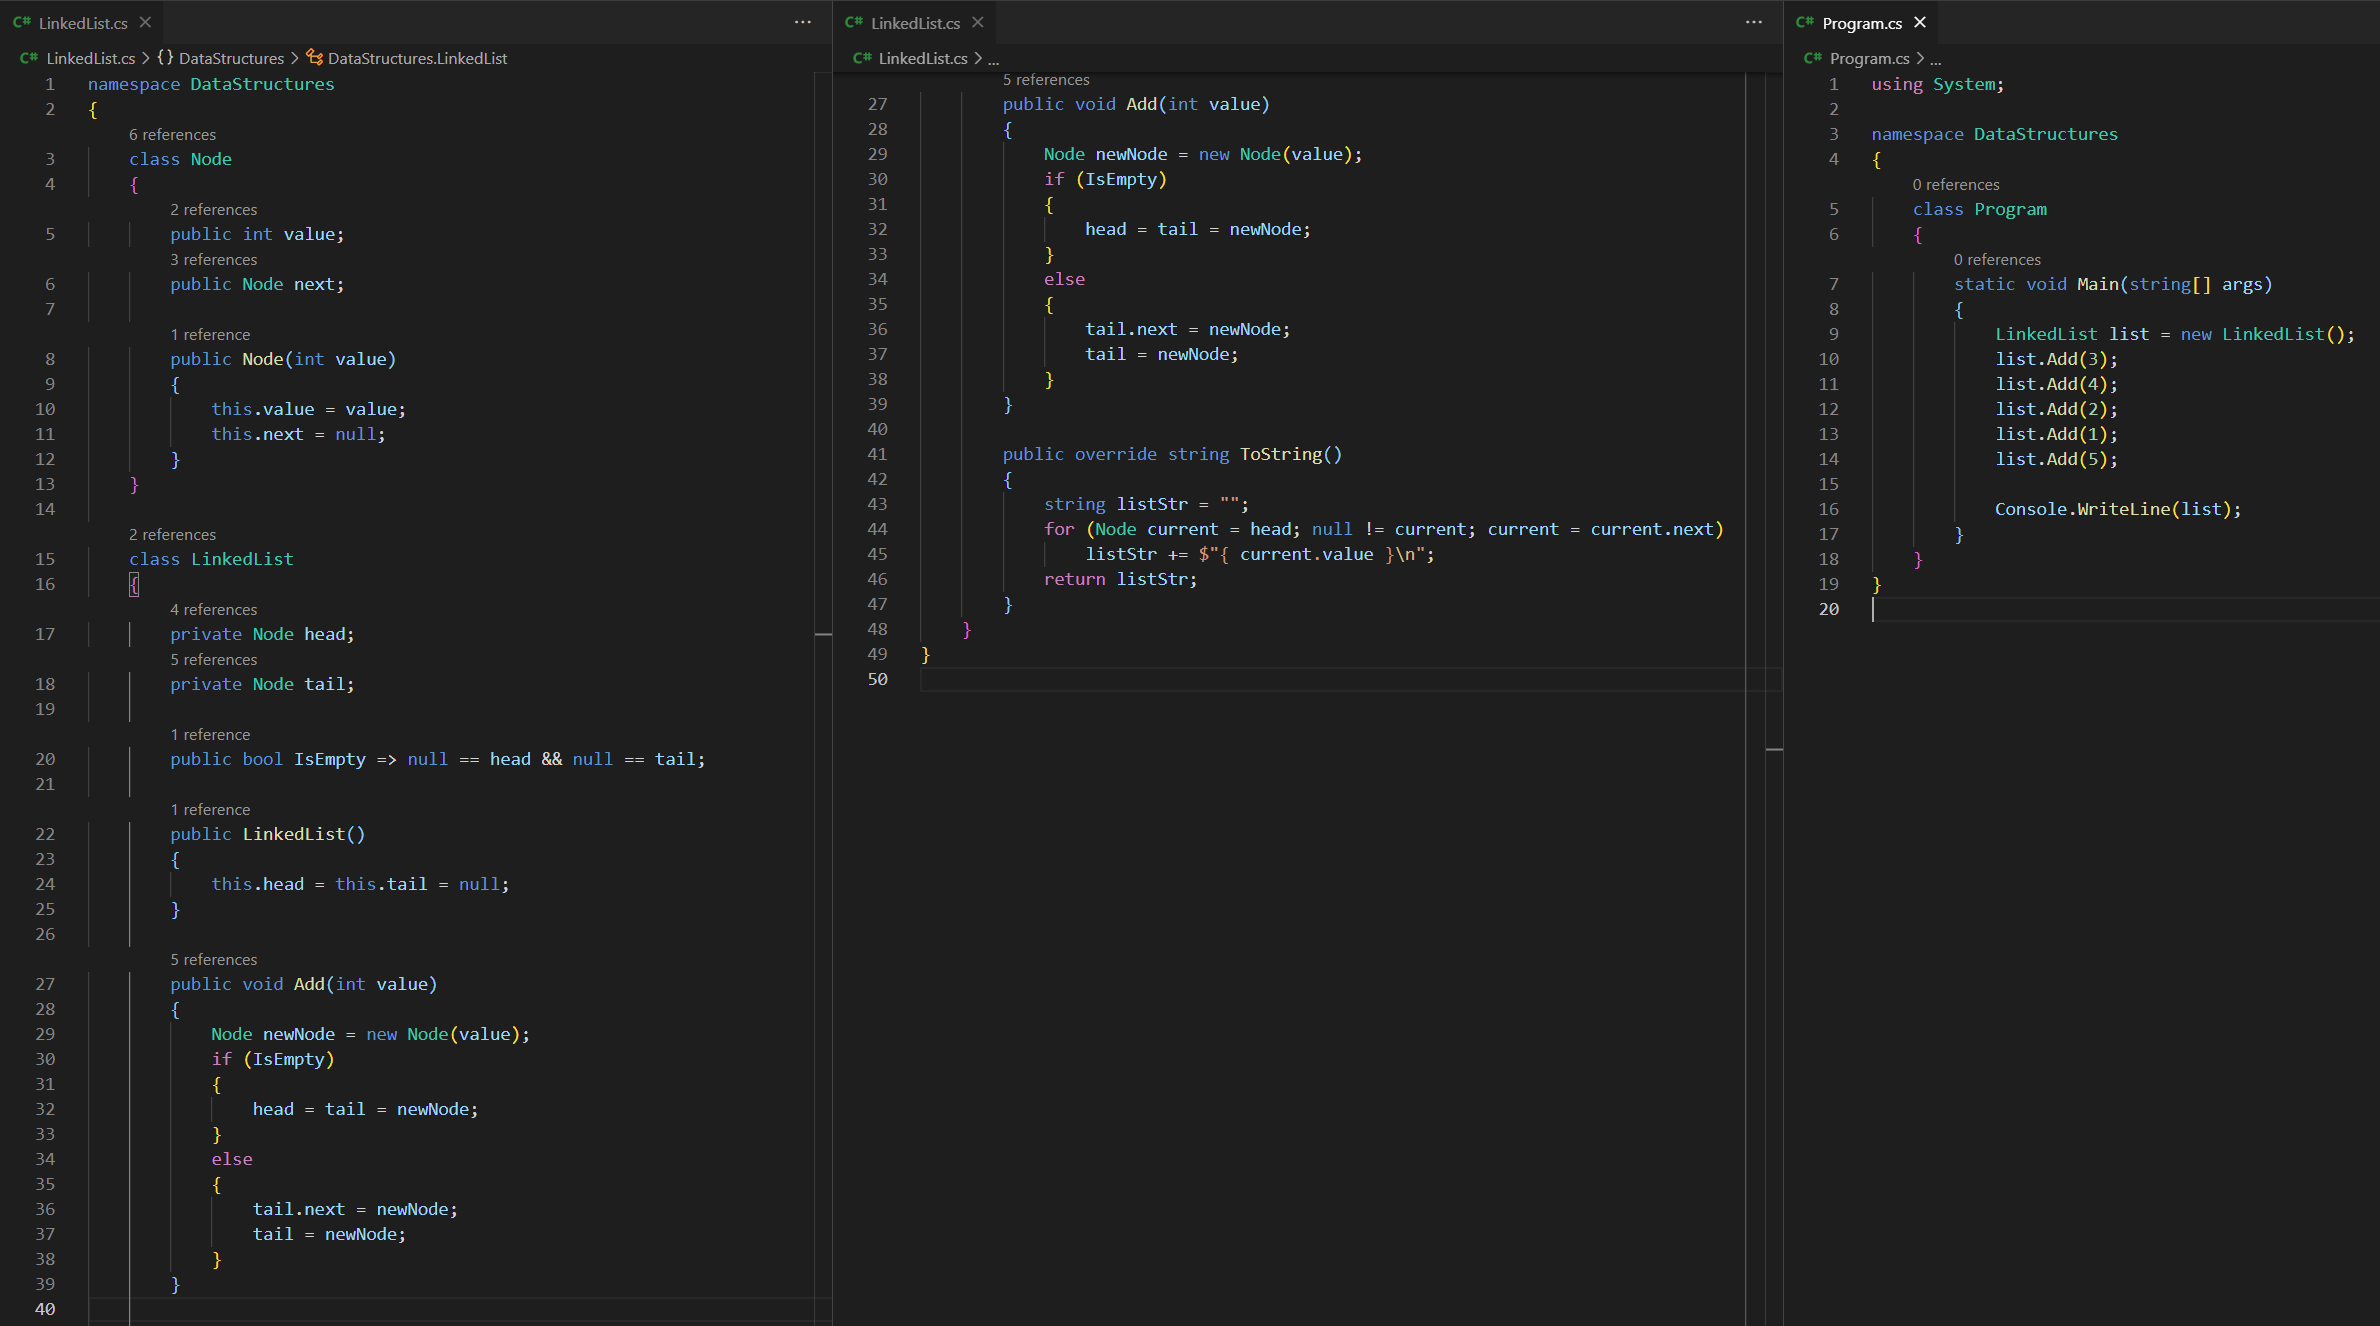 C# LinkedList.cs ×
C# LinkedList.cs > {} DataStructures > DataStructures.LinkedList
1 namespace DataStructures
2 {
6 references
3 class Node
4 {
2 references
5 public int value;
3 references
6 public Node next;
7
1 reference
8 public Node(int value)
9 {
10 this.value = value;
11 this.next = null;
12 }
13 }
14
2 references
15 class LinkedList
16 {
4 references
17 private Node head;
5 references
18 private Node tail;
19
1 reference
20 public bool IsEmpty => null == head && null == tail;
21
1 reference
22 public LinkedList()
23 {
24 this.head = this.tail = null;
25 }
26
5 references
27 public void Add(int value)
28 {
29 Node newNode = new Node(value);
30 if (IsEmpty)
31 {
32 head = tail = newNode;
33 }
34 else
35 {
36 tail.next = newNode;
37 tail = newNode;
38 }
39 }
40
C# LinkedList.cs ×
C# LinkedList.cs > ...
5 references
27 public void Add(int value)
28 {
29 Node newNode = new Node(value);
30 if (IsEmpty)
31 {
32 head = tail = newNode;
33 }
34 else
35 {
36 tail.next = newNode;
37 tail = newNode;
38 }
39 }
40
41 public override string ToString()
42 {
43 string listStr = "";
44 for (Node current = head; null != current; current = current.next)
45 listStr += $"{ current.value }\n";
46 return listStr;
47 }
48 }
49 }
50
C# Program.cs ×
C# Program.cs > ...
1 using System;
2
3 namespace DataStructures
4 {
0 references
5 class Program
6 {
0 references
7 static void Main(string[] args)
8 {
9 LinkedList list = new LinkedList();
10 list.Add(3);
11 list.Add(4);
12 list.Add(2);
13 list.Add(1);
14 list.Add(5);
15
16 Console.WriteLine(list);
17 }
18 }
19 }
20